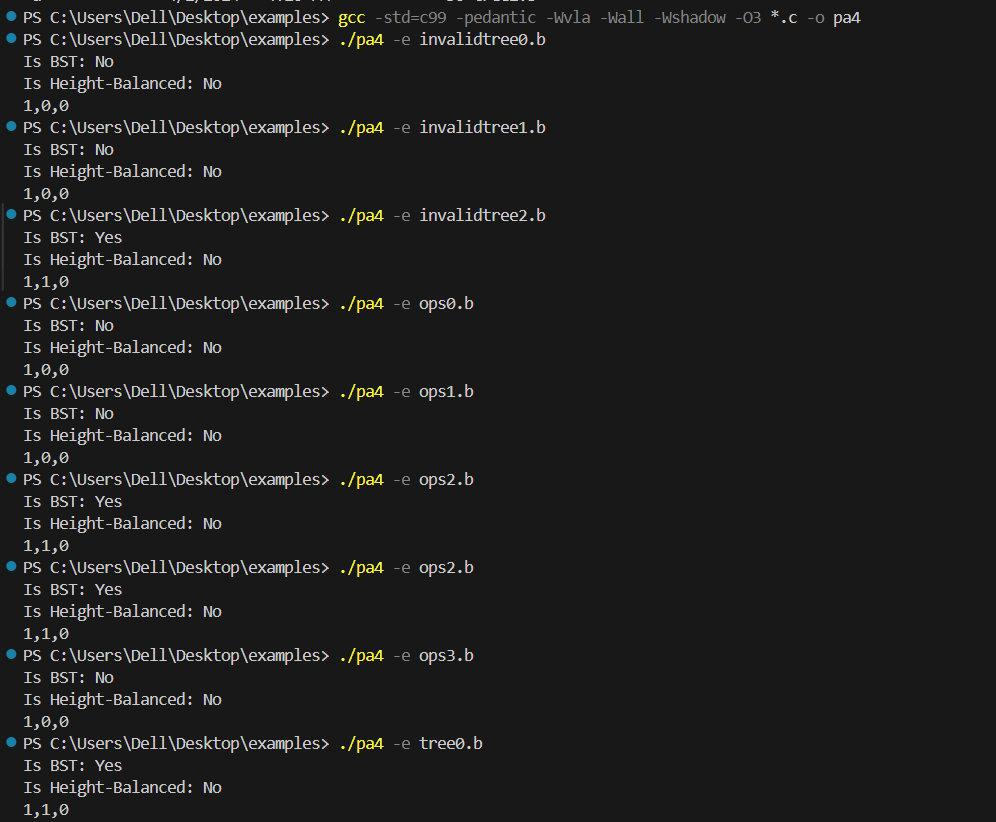 PS C:\Users\Dell\Desktop\examples> gcc -std=c99 -pedantic -Wvla -Wall -Wshadow -O3 *.c -o pa4
PS C:\Users\Dell\Desktop\examples> ./pa4 -e invalidtree0.b
Is BST: No
Is Height-Balanced: No
1,0,0
PS C:\Users\Dell\Desktop\examples> ./pa4 -e invalidtree1.b
Is BST: No
Is Height-Balanced: No
1,0,0
PS C:\Users\Dell\Desktop\examples> ./pa4 -e invalidtree2.b
Is BST: Yes
Is Height-Balanced: No
1,1,0
PS C:\Users\Dell\Desktop\examples> ./pa4 -e ops0.b
Is BST: No
Is Height-Balanced: No
1,0,0
PS C:\Users\Dell\Desktop\examples> ./pa4 -e ops1.b
Is BST: No
Is Height-Balanced: No
1,0,0
PS C:\Users\Dell\Desktop\examples> ./pa4 -e ops2.b
Is BST: Yes
Is Height-Balanced: No
1,1,0
PS C:\Users\Dell\Desktop\examples> ./pa4 -e ops2.b
Is BST: Yes
Is Height-Balanced: No
1,1,0
PS C:\Users\Dell\Desktop\examples> ./pa4 -e ops3.b
Is BST: No
Is Height-Balanced: No
1,0,0
PS C:\Users\Dell\Desktop\examples> ./pa4 -e tree0.b
Is BST: Yes
Is Height-Balanced: No
1,1,0